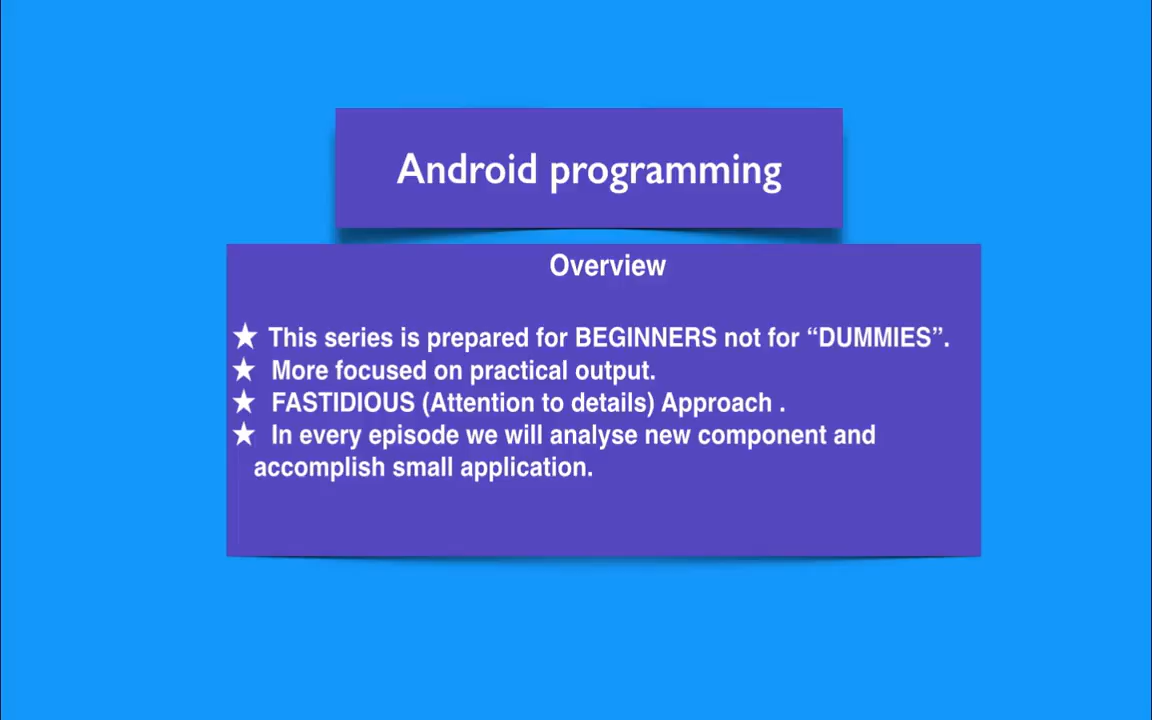 Android programming
Overview
★ This series is prepared for BEGINNERS not for “DUMMIES”.
★ More focused on practical output.
★ FASTIDIOUS (Attention to details) Approach .
★ In every episode we will analyse new component and
accomplish small application.